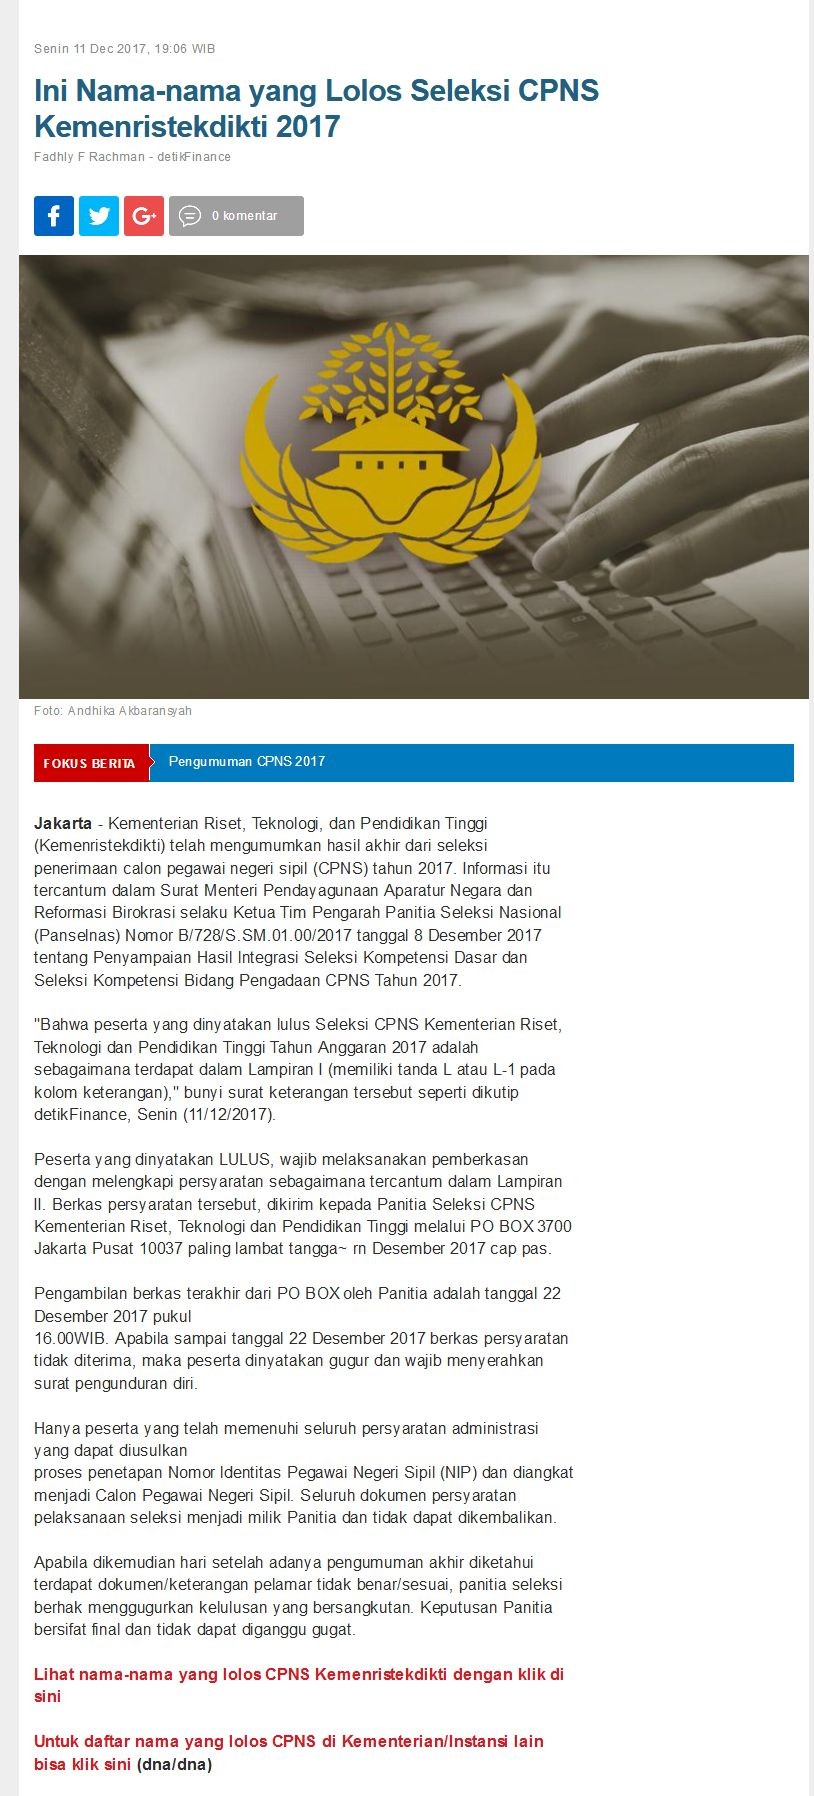 Senin 11 Dec 2017, 19:06 WIB
Ini Nama-nama yang Lolos Seleksi CPNS
Kemenristekdikti 2017
Fadhly F Rachman - detikFinance
f G+ 0 komentar
Foto: Andhika Akbaransyah
FOKUS BERITA Pengumuman CPNS 2017
Jakarta - Kementerian Riset, Teknologi, dan Pendidikan Tinggi
(Kemenristekdikti) telah mengumumkan hasil akhir dari seleksi
penerimaan calon pegawai negeri sipil (CPNS) tahun 2017. Informasi itu
tercantum dalam Surat Menteri Pendayagunaan Aparatur Negara dan
Reformasi Birokrasi selaku Ketua Tim Pengarah Panitia Seleksi Nasional
(Panselnas) Nomor B/728/S.SM.01.00/2017 tanggal 8 Desember 2017
tentang Penyampaian Hasil Integrasi Seleksi Kompetensi Dasar dan
Seleksi Kompetensi Bidang Pengadaan CPNS Tahun 2017.
"Bahwa peserta yang dinyatakan lulus Seleksi CPNS Kementerian Riset,
Teknologi dan Pendidikan Tinggi Tahun Anggaran 2017 adalah
sebagaimana terdapat dalam Lampiran I (memiliki tanda L atau L-1 pada
kolom keterangan)," bunyi surat keterangan tersebut seperti dikutip
detikFinance, Senin (11/12/2017).
Peserta yang dinyatakan LULUS, wajib melaksanakan pemberkasan
dengan melengkapi persyaratan sebagaimana tercantum dalam Lampiran
II. Berkas persyaratan tersebut, dikirim kepada Panitia Seleksi CPNS
Kementerian Riset, Teknologi dan Pendidikan Tinggi melalui PO BOX 3700
Jakarta Pusat 10037 paling lambat tangga~ rn Desember 2017 cap pas.
Pengambilan berkas terakhir dari PO BOX oleh Panitia adalah tanggal 22
Desember 2017 pukul
16.00WIB. Apabila sampai tanggal 22 Desember 2017 berkas persyaratan
tidak diterima, maka peserta dinyatakan gugur dan wajib menyerahkan
surat pengunduran diri.
Hanya peserta yang telah memenuhi seluruh persyaratan administrasi
yang dapat diusulkan
proses penetapan Nomor Identitas Pegawai Negeri Sipil (NIP) dan diangkat
menjadi Calon Pegawai Negeri Sipil. Seluruh dokumen persyaratan
pelaksanaan seleksi menjadi milik Panitia dan tidak dapat dikembalikan.
Apabila dikemudian hari setelah adanya pengumuman akhir diketahui
terdapat dokumen/keterangan pelamar tidak benar/sesuai, panitia seleksi
berhak menggugurkan kelulusan yang bersangkutan. Keputusan Panitia
bersifat final dan tidak dapat diganggu gugat.
Lihat nama-nama yang lolos CPNS Kemenristekdikti dengan klik di
sini
Untuk daftar nama yang lolos CPNS di Kementerian/Instansi lain
bisa klik sini (dna/dna)